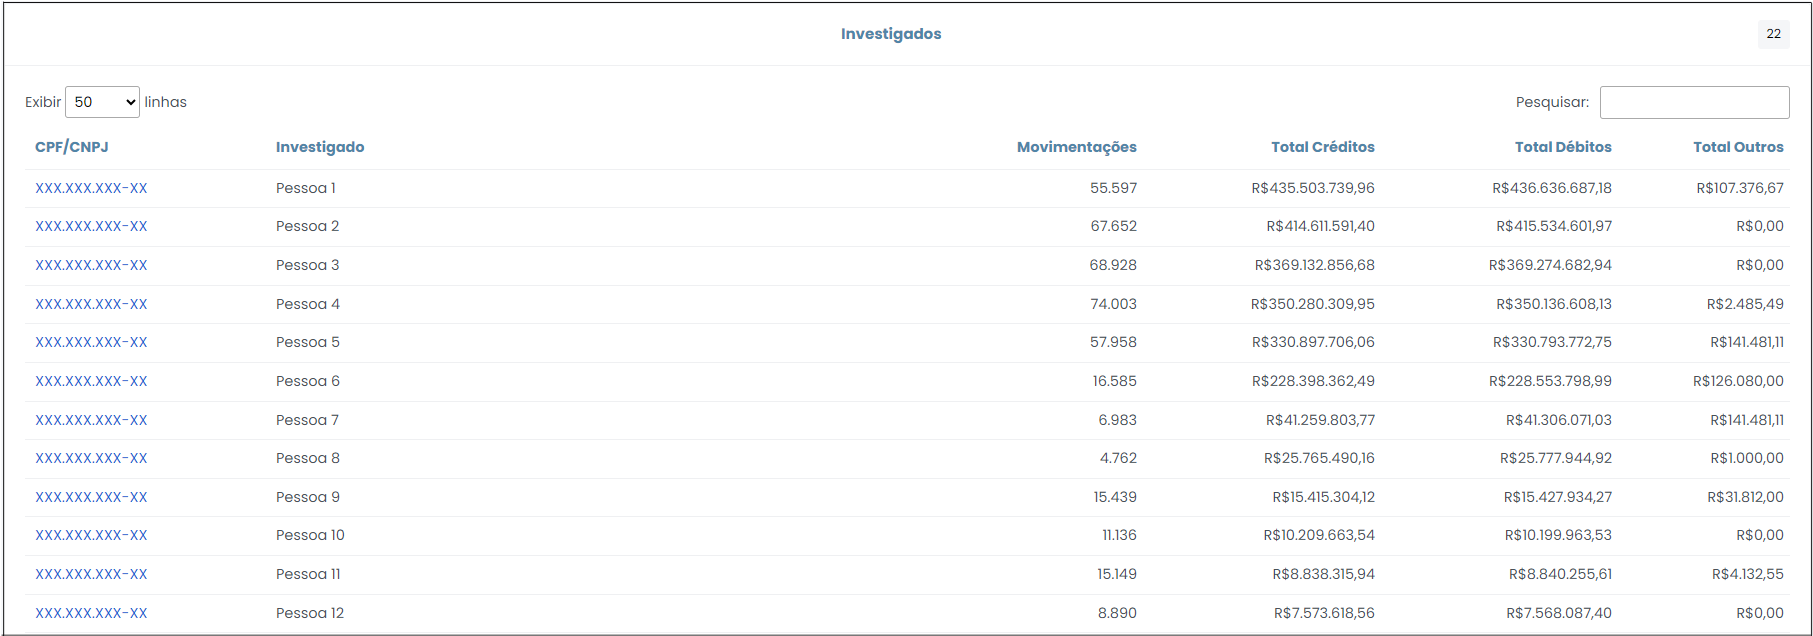 Investigados 22
Exibir 50 linhas Pesquisar:
CPF/CNPJ Investigado Movimentações Total Créditos Total Débitos Total Outros
XXX.XXX.XXX-XX Pessoa 1 55.597 R$435.503.739,96 R$436.636.687,18 R$107.376,67
XXX.XXX.XXX-XX Pessoa 2 67.652 R$414.611.591,40 R$415.534.601,97 R$0,00
XXX.XXX.XXX-XX Pessoa 3 68.928 R$369.132.856,68 R$369.274.682,94 R$0,00
XXX.XXX.XXX-XX Pessoa 4 74.003 R$350.280.309,95 R$350.136.608,13 R$2.485,49
XXX.XXX.XXX-XX Pessoa 5 57.958 R$330.897.706,06 R$330.793.772,75 R$141.481,11
XXX.XXX.XXX-XX Pessoa 6 16.585 R$228.398.362,49 R$228.553.798,99 R$126.080,00
XXX.XXX.XXX-XX Pessoa 7 6.983 R$41.259.803,77 R$41.306.071,03 R$141.481,11
XXX.XXX.XXX-XX Pessoa 8 4.762 R$25.765.490,16 R$25.777.944,92 R$1.000,00
XXX.XXX.XXX-XX Pessoa 9 15.439 R$15.415.304,12 R$15.427.934,27 R$31.812,00
XXX.XXX.XXX-XX Pessoa 10 11.136 R$10.209.663,54 R$10.199.963,53 R$0,00
XXX.XXX.XXX-XX Pessoa 11 15.149 R$8.838.315,94 R$8.840.255,61 R$4.132,55
XXX.XXX.XXX-XX Pessoa 12 8.890 R$7.573.618,56 R$7.568.087,40 R$0,00